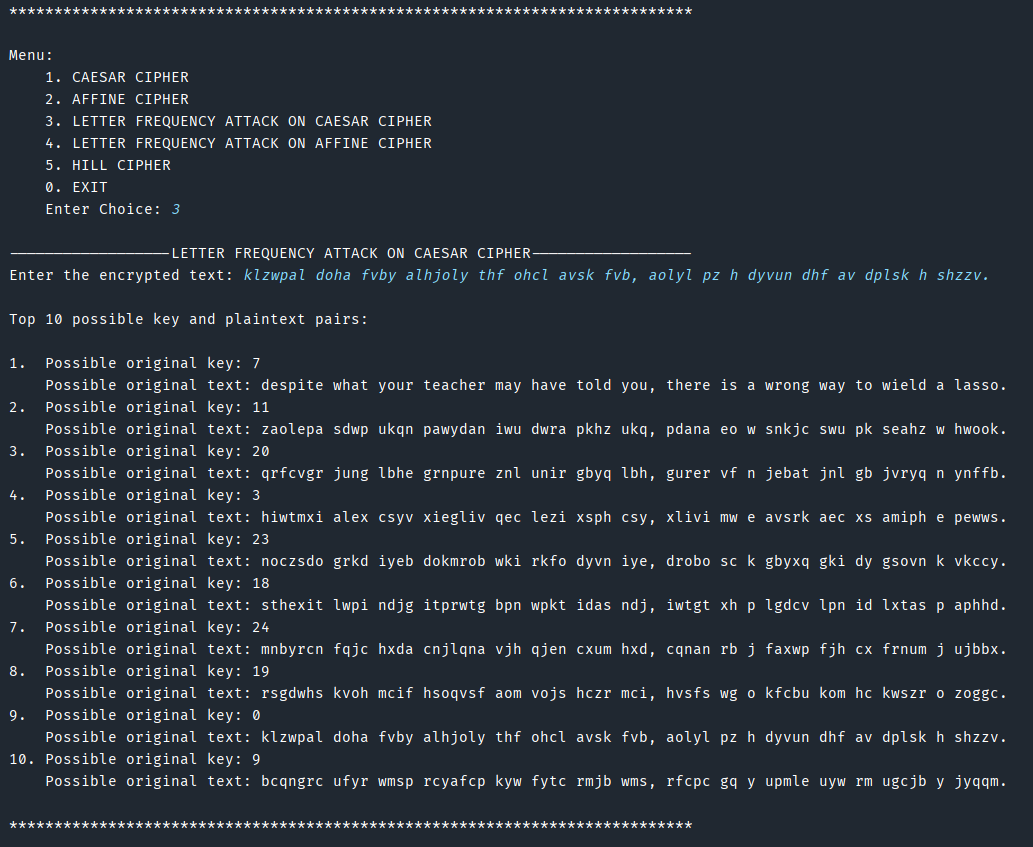 ****************************************************************************
Menu:
1. CAESAR CIPHER
2. AFFINE CIPHER
3. LETTER FREQUENCY ATTACK ON CAESAR CIPHER
4. LETTER FREQUENCY ATTACK ON AFFINE CIPHER
5. HILL CIPHER
0. EXIT
Enter Choice: 3
——————————————————LETTER FREQUENCY ATTACK ON CAESAR CIPHER——————————————————
Enter the encrypted text: klzwpal doha fvby alhjoly thf ohcl avsk fvb, aolyl pz h dyvun dhf av dplsk h shzzv.
Top 10 possible key and plaintext pairs:
1. Possible original key: 7
Possible original text: despite what your teacher may have told you, there is a wrong way to wield a lasso.
2. Possible original key: 11
Possible original text: zaolepa sdwp ukqn pawydan iwu dwra pkhz ukq, pdana eo w snkjc swu pk seahz w hwook.
3. Possible original key: 20
Possible original text: qrfcvgr jung lbhe grnpure znl unir gbyq lbh, gurer vf n jebat jnl gb jvryq n ynffb.
4. Possible original key: 3
Possible original text: hiwtmxi alex csyv xiegliv qec lezi xsph csy, xlivi mw e avsrk aec xs amiph e pewws.
5. Possible original key: 23
Possible original text: noczsdo grkd iyeb dokmrob wki rkfo dyvn iye, drobo sc k gbyxq gki dy gsovn k vkccy.
6. Possible original key: 18
Possible original text: sthexit lwpi ndjg itprwtg bpn wpkt idas ndj, iwtgt xh p lgdcv lpn id lxtas p aphhd.
7. Possible original key: 24
Possible original text: mnbyrcn fqjc hxda cnjlqna vjh qjen cxum hxd, cqnan rb j faxwp fjh cx frnum j ujbbx.
8. Possible original key: 19
Possible original text: rsgdwhs kvoh mcif hsoqvsf aom vojs hczr mci, hvsfs wg o kfcbu kom hc kwszr o zoggc.
9. Possible original key: 0
Possible original text: klzwpal doha fvby alhjoly thf ohcl avsk fvb, aolyl pz h dyvun dhf av dplsk h shzzv.
10. Possible original key: 9
Possible original text: bcqngrc ufyr wmsp rcyafcp kyw fytc rmjb wms, rfcpc gq y upmle uyw rm ugcjb y jyqqm.
****************************************************************************